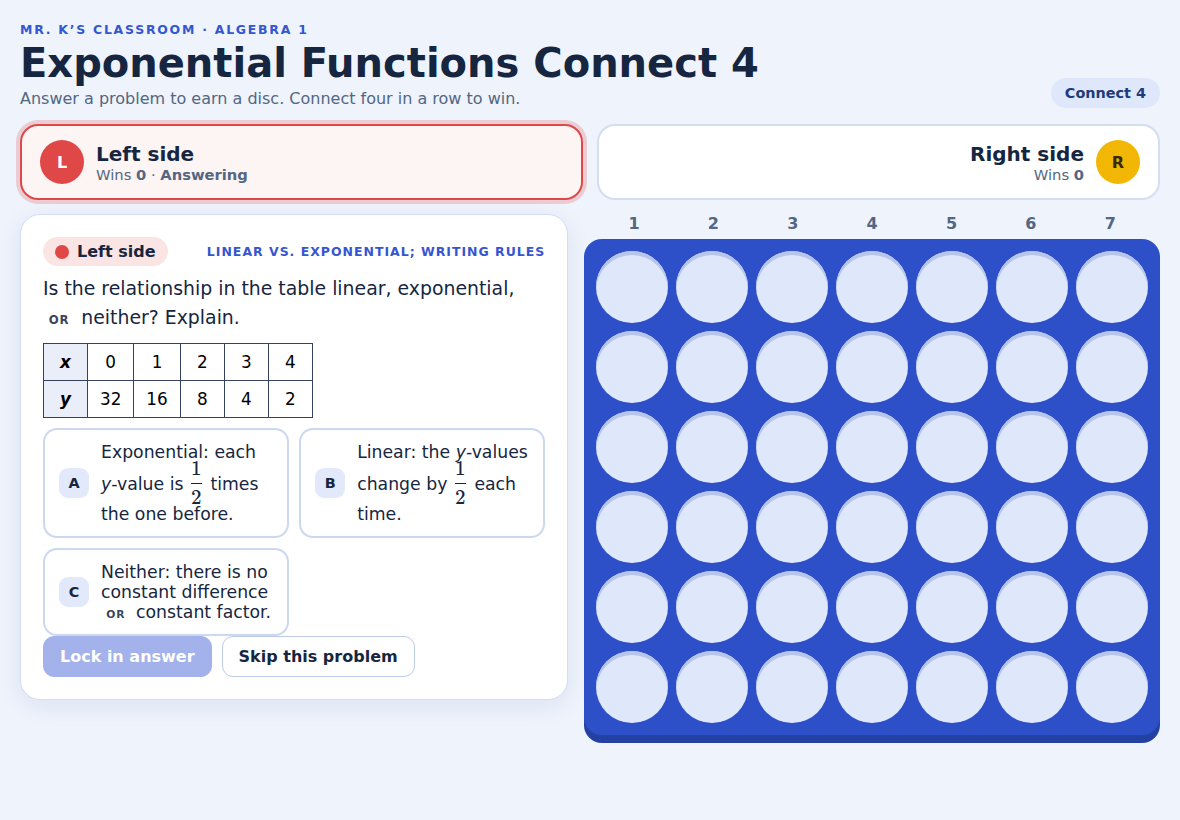 MR. K’S CLASSROOM · ALGEBRA 1
Exponential Functions Connect 4
Answer a problem to earn a disc. Connect four in a row to win.
Connect 4
L
Left side
Wins 0 · Answering
Right side
Wins 0
R
Left side
LINEAR VS. EXPONENTIAL; WRITING RULES
Is the relationship in the table linear, exponential,
OR neither? Explain.
x 0 1 2 3 4
y 32 16 8 4 2
A
Exponential: each
y-value is 1/2 times
the one before.
B
Linear: the y-values
change by 1/2 each
time.
C
Neither: there is no
constant difference
OR constant factor.
Lock in answer
Skip this problem
1 2 3 4 5 6 7